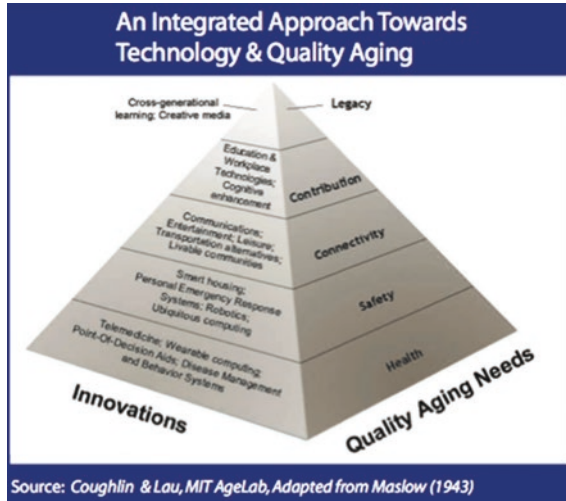 An Integrated Approach Towards
Technology & Quality Aging
Cross-generational
learning; Creative media
Legacy
Education &
Workplace
Technologies;
Cognitive
enhancement
Contribution
Communications;
Entertainment; Leisure;
Transportation alternatives;
Livable communities
Connectivity
Smart housing;
Personal Emergency Response
Systems; Robotics;
Ubiquitous computing
Safety
Telemedicine; Wearable computing;
Point-Of-Decision Aids; Disease Management
and Behavior Systems
Health
Innovations
Quality Aging Needs
Source: Coughlin & Lau, MIT AgeLab, Adapted from Maslow (1943)